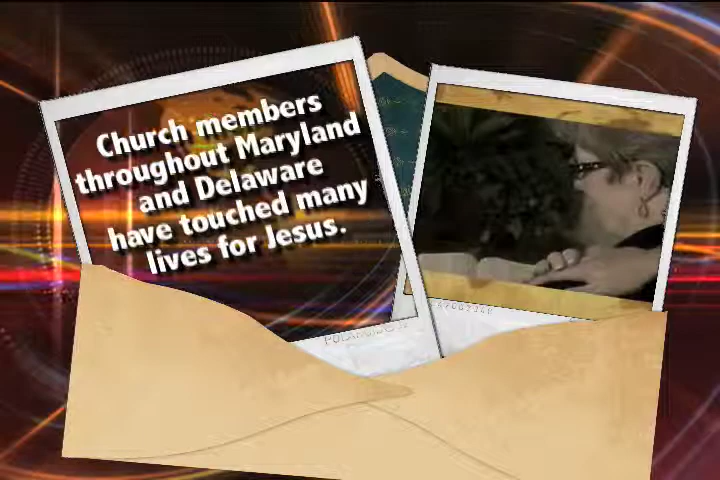 Church members
throughout Maryland
and Delaware
have touched many
lives for Jesus.